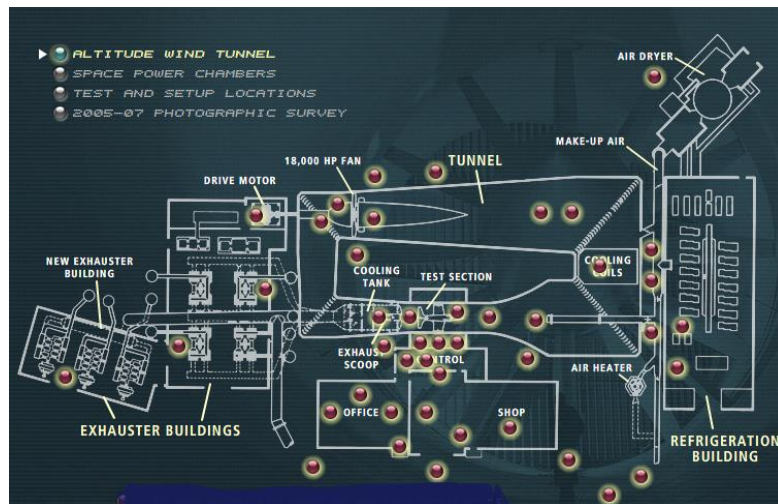 ALTITUDE WIND TUNNEL
SPACE POWER CHAMBERS
TEST AND SETUP LOCATIONS
2005-07 PHOTOGRAPHIC SURVEY
AIR DRYER
MAKE-UP AIR
18,000 HP FAN
TUNNEL
DRIVE MOTOR
NEW EXHAUSTER
BUILDING
COOLING
TANK
TEST SECTION
COOLING
COILS
EXHAUST
SCOOP
CONTROL
AIR HEATER
OFFICE
SHOP
EXHAUSTER BUILDINGS
REFRIGERATION
BUILDING